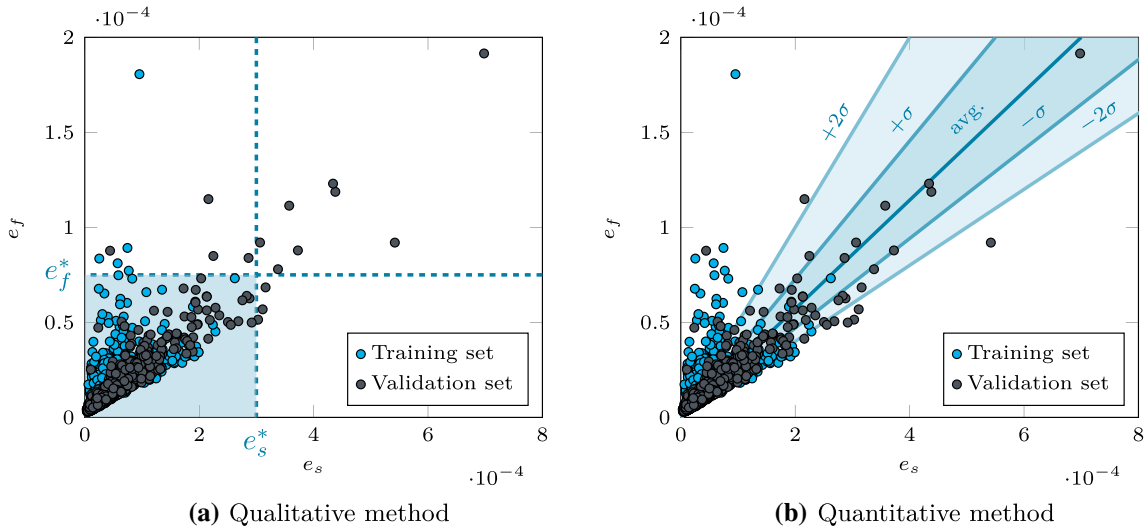 ·10⁻⁴
2
1.5
1
0.5
0
e_f
e_f^*
Training set
Validation set
0
2
4
6
8
e_s^*
e_s
·10⁻⁴
(a) Qualitative method
·10⁻⁴
2
1.5
1
0.5
0
e_f
+2σ
+σ
avg.
−σ
−2σ
Training set
Validation set
0
2
4
6
8
e_s
·10⁻⁴
(b) Quantitative method